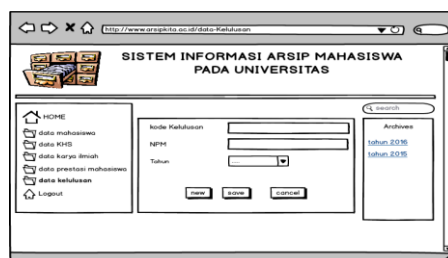 http://www.arsipkita.ac.id/data-Kelulusan
SISTEM INFORMASI ARSIP MAHASISWA
PADA UNIVERSITAS
search
HOME
data mahasiswa
data KHS
data karya ilmiah
data prestasi mahasiswa
data kelulusan
Logout
kode Kelulusan
NPM
Tahun
....
new save cancel
Archives
tahun 2016
tahun 2015